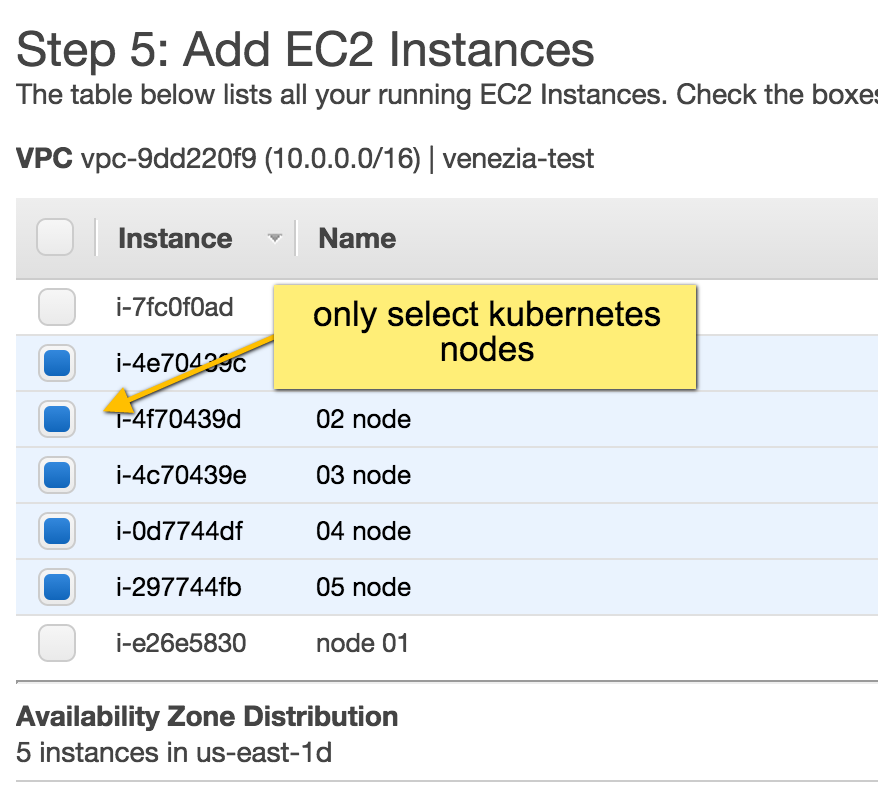 Step 5: Add EC2 Instances
The table below lists all your running EC2 Instances. Check the boxes
VPC vpc-9dd220f9 (10.0.0.0/16) | venezia-test
Instance Name
i-7fc0f0ad
only select kubernetes
nodes
i-4e70439c
i-4f70439d 02 node
i-4c70439e 03 node
i-0d7744df 04 node
i-297744fb 05 node
i-e26e5830 node 01
Availability Zone Distribution
5 instances in us-east-1d